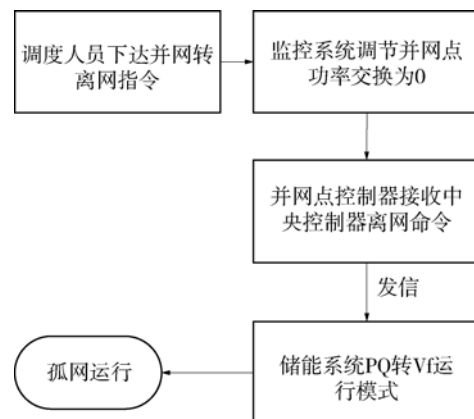 调度人员下达并网转
离网指令
监控系统调节并网点
功率交换为0
并网点控制器接收中
央控制器离网命令
发信
储能系统PQ转Vf运
行模式
孤网运行